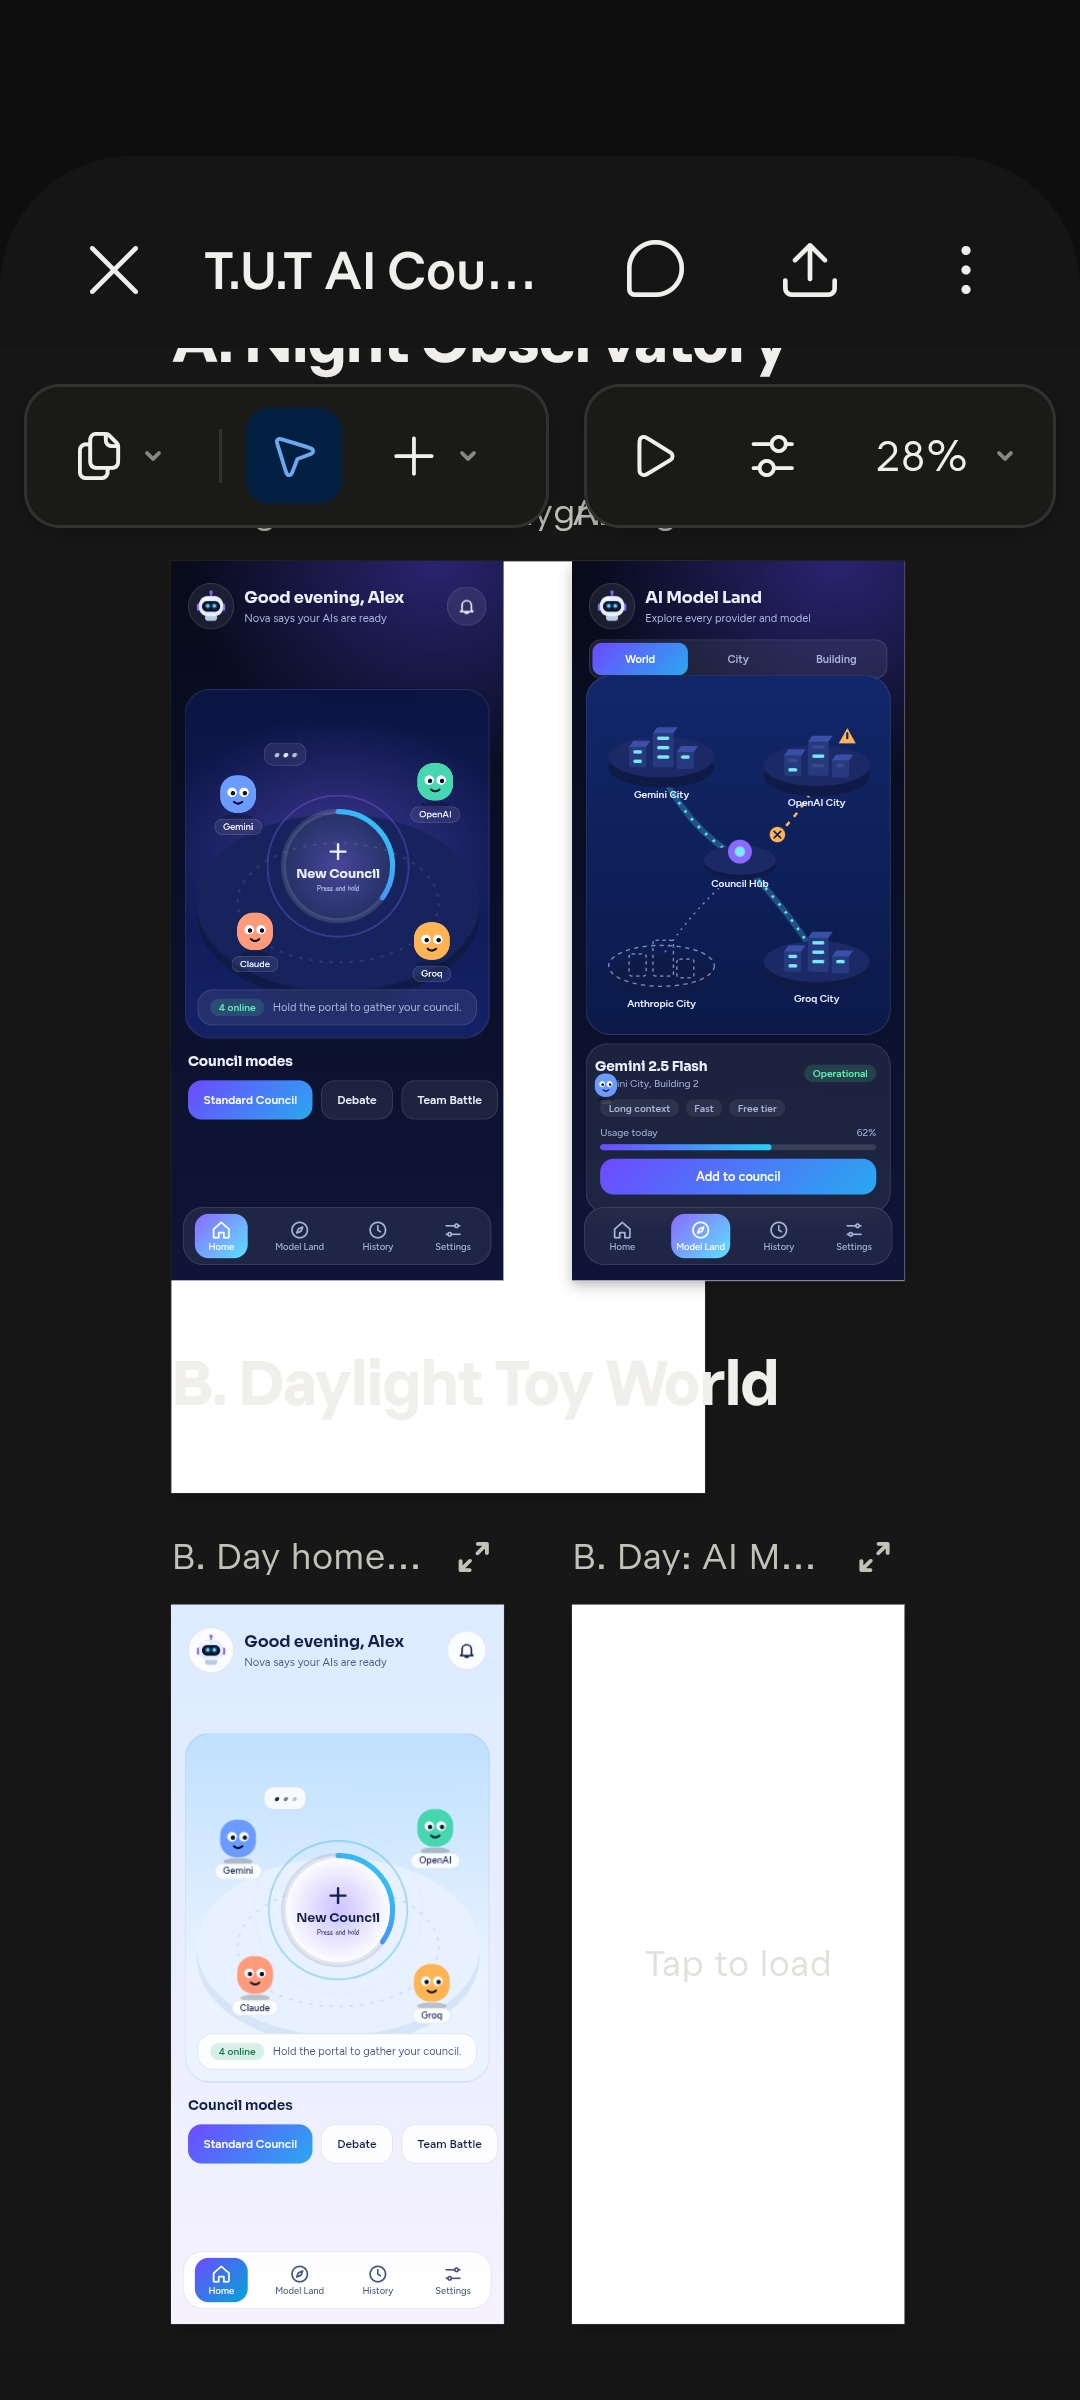 T.U.T AI Cou...
A. Night Observatory
28%
Good evening, Alex
Nova says your AIs are ready
Gemini
OpenAI
New Council
Press and hold
Claude
Groq
4 online
Hold the portal to gather your council.
Council modes
Standard Council
Debate
Team Battle
Home
Model Land
History
Settings
AI Model Land
Explore every provider and model
World
City
Building
Gemini City
OpenAI City
Council Hub
Anthropic City
Groq City
Gemini 2.5 Flash
City, Building 2
Operational
Long context
Fast
Free tier
Usage today
62%
Add to council
Home
Model Land
History
Settings
B. Daylight Toy World
B. Day home...
B. Day: AI M...
Good evening, Alex
Nova says your AIs are ready
Gemini
OpenAI
New Council
Press and hold
Claude
Groq
4 online
Hold the portal to gather your council.
Council modes
Standard Council
Debate
Team Battle
Home
Model Land
History
Settings
Tap to load